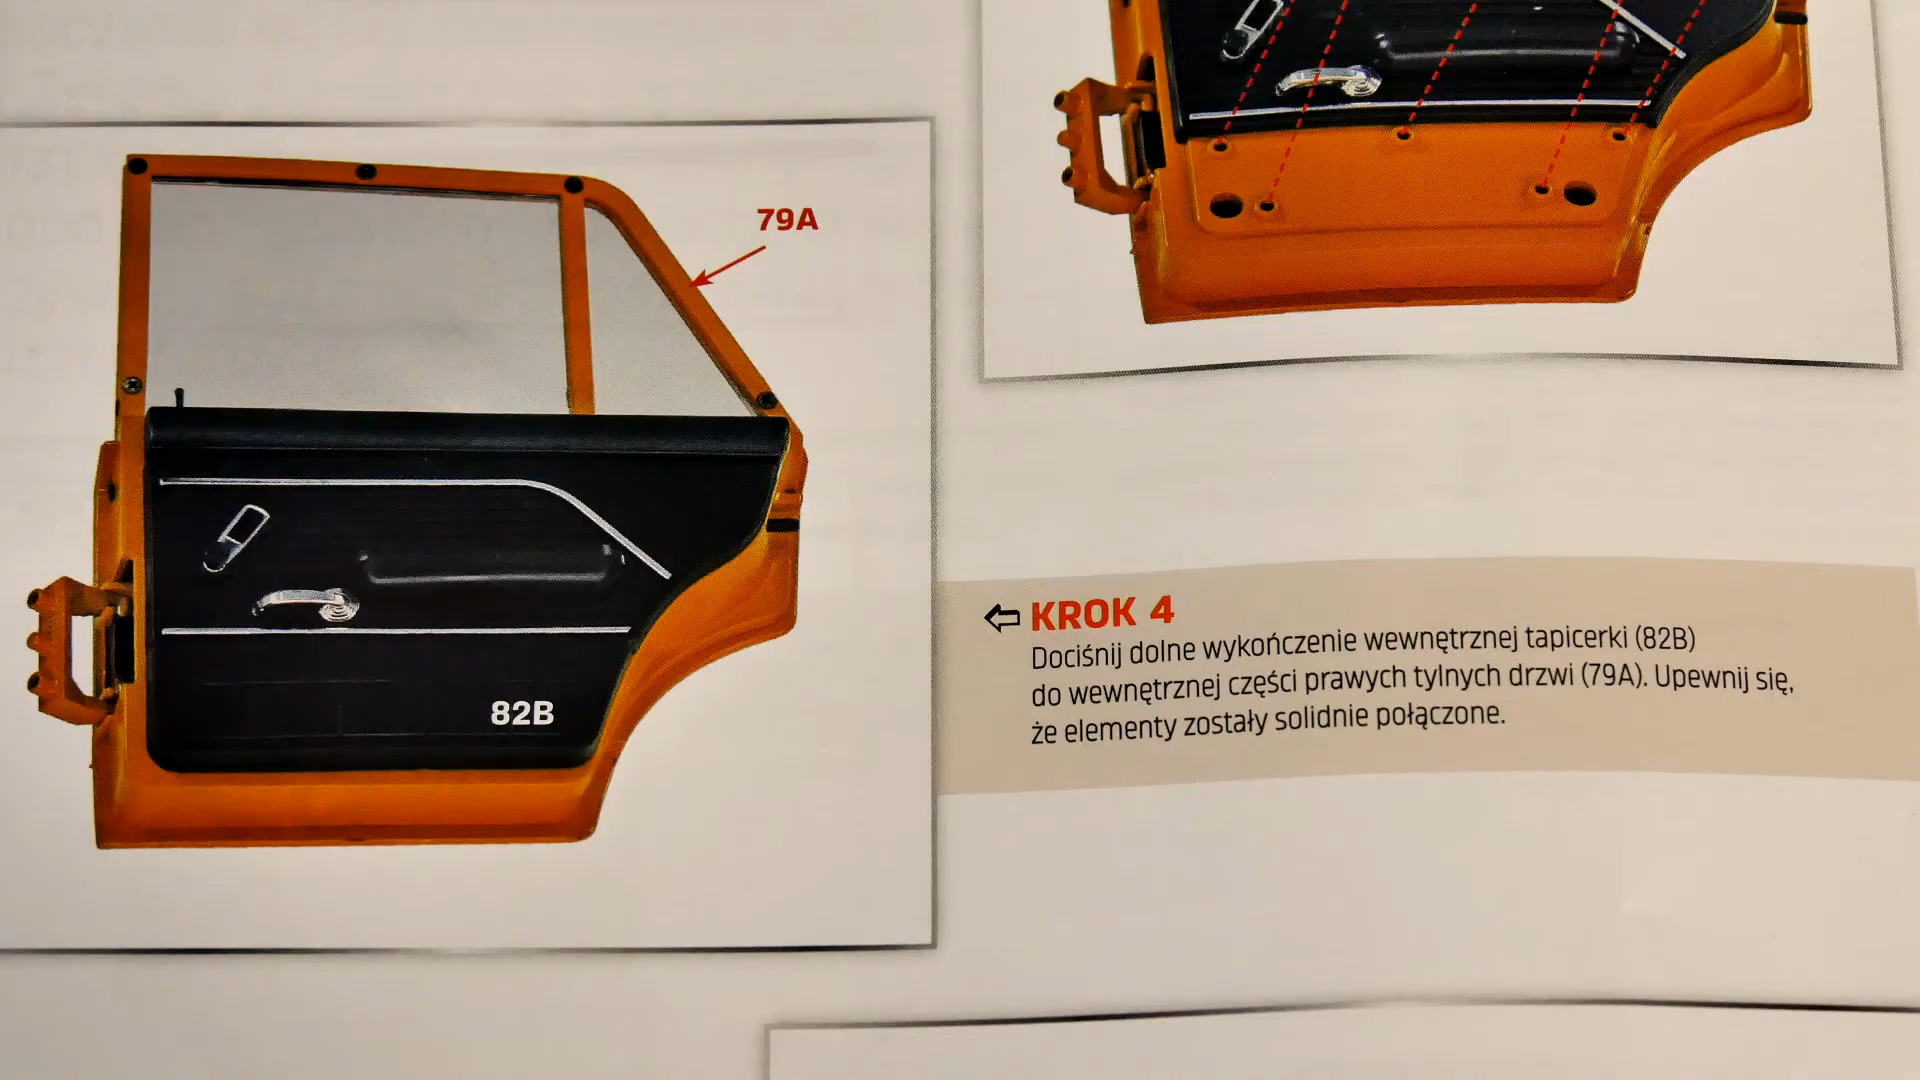 79A
82B
KROK 4
Dociśnij dolne wykończenie wewnętrznej tapicerki (82B)
do wewnętrznej części prawych tylnych drzwi (79A). Upewnij się,
że elementy zostały solidnie połączone.